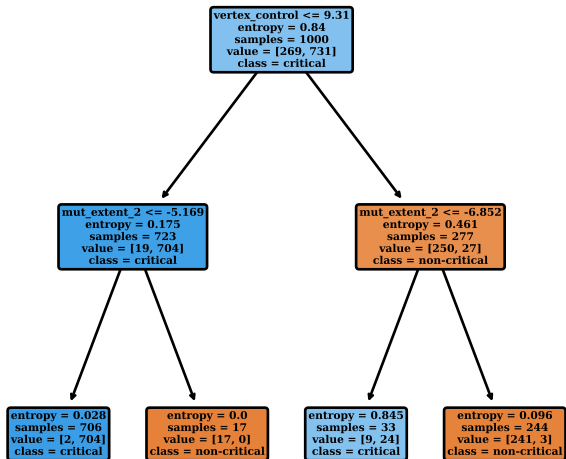 vertex_control <= 9.31
entropy = 0.84
samples = 1000
value = [269, 731]
class = critical
mut_extent_2 <= -5.169
entropy = 0.175
samples = 723
value = [19, 704]
class = critical
mut_extent_2 <= -6.852
entropy = 0.461
samples = 277
value = [250, 27]
class = non-critical
entropy = 0.028
samples = 706
value = [2, 704]
class = critical
entropy = 0.0
samples = 17
value = [17, 0]
class = non-critical
entropy = 0.845
samples = 33
value = [9, 24]
class = critical
entropy = 0.096
samples = 244
value = [241, 3]
class = non-critical